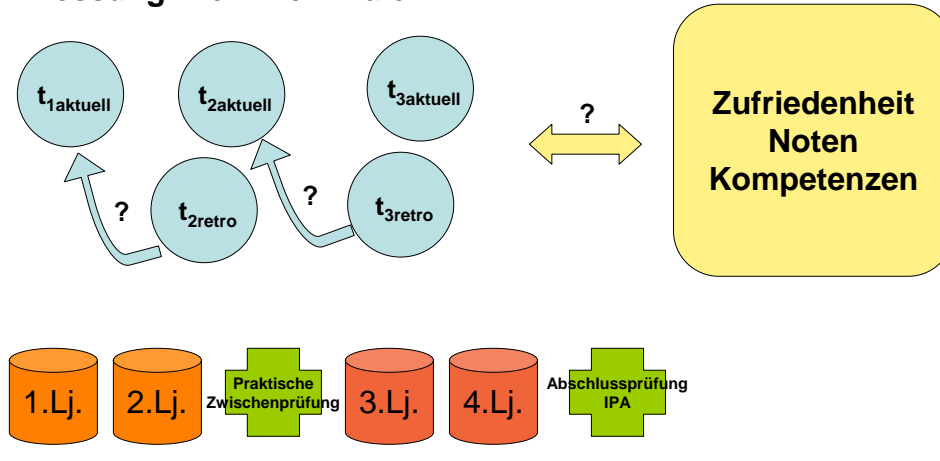 t1aktuell
t2aktuell
t3aktuell
?
Zufriedenheit
Noten
Kompetenzen
?
t2retro
?
t3retro
1.Lj.
2.Lj.
Praktische
Zwischenprüfung
3.Lj.
4.Lj.
Abschlussprüfung
IPA